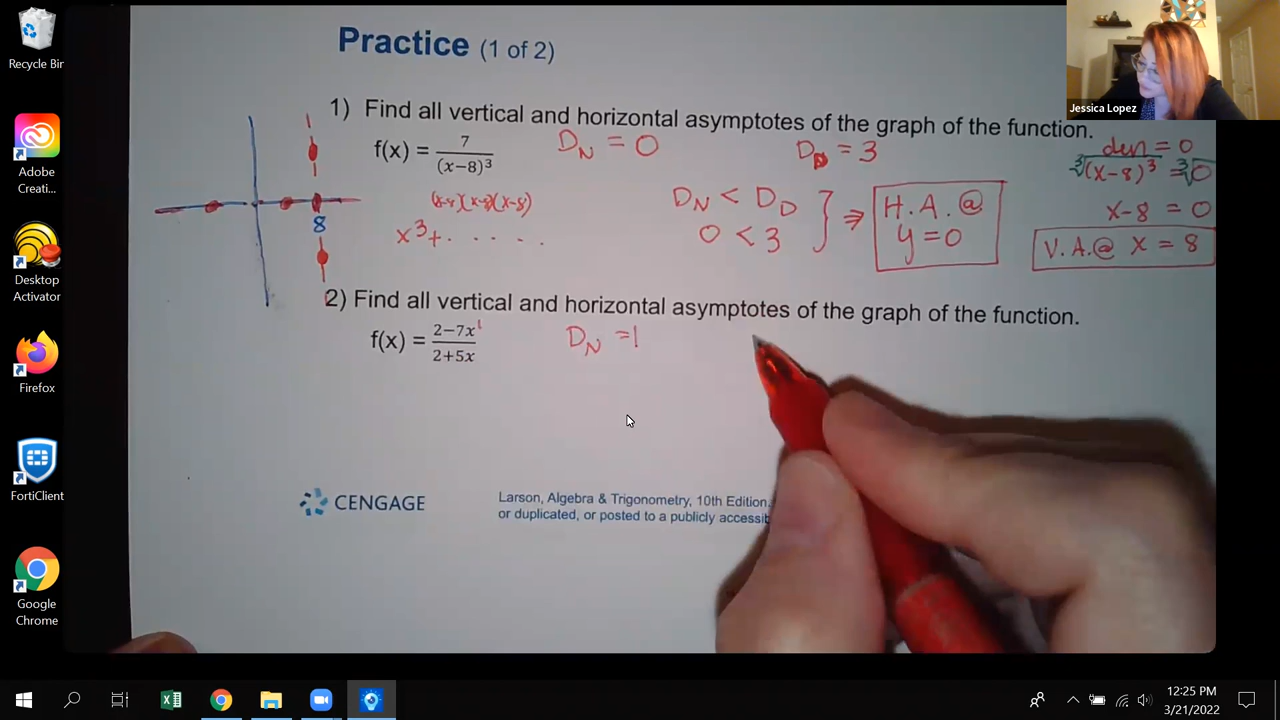 Recycle Bin
Adobe
Creati...
Desktop
Activator
Firefox
FortiClient
Google
Chrome
Jessica Lopez
Practice (1 of 2)
1) Find all vertical and horizontal asymptotes of the graph of the function.
f(x) = 7/(x−8)³
D_N = 0
D_D = 3
den = 0
∛(x-8)³ = ∛0
(x-8)(x-8)(x-8)
x³+.....
D_N < D_D
0 < 3
} ⇒
H.A.@
y=0
x-8 = 0
V.A.@ x = 8
8
2) Find all vertical and horizontal asymptotes of the graph of the function.
f(x) = (2−7x¹)/(2+5x)
D_N =1
CENGAGE
Larson, Algebra & Trigonometry, 10th Edition.
or duplicated, or posted to a publicly
12:25 PM
3/21/2022